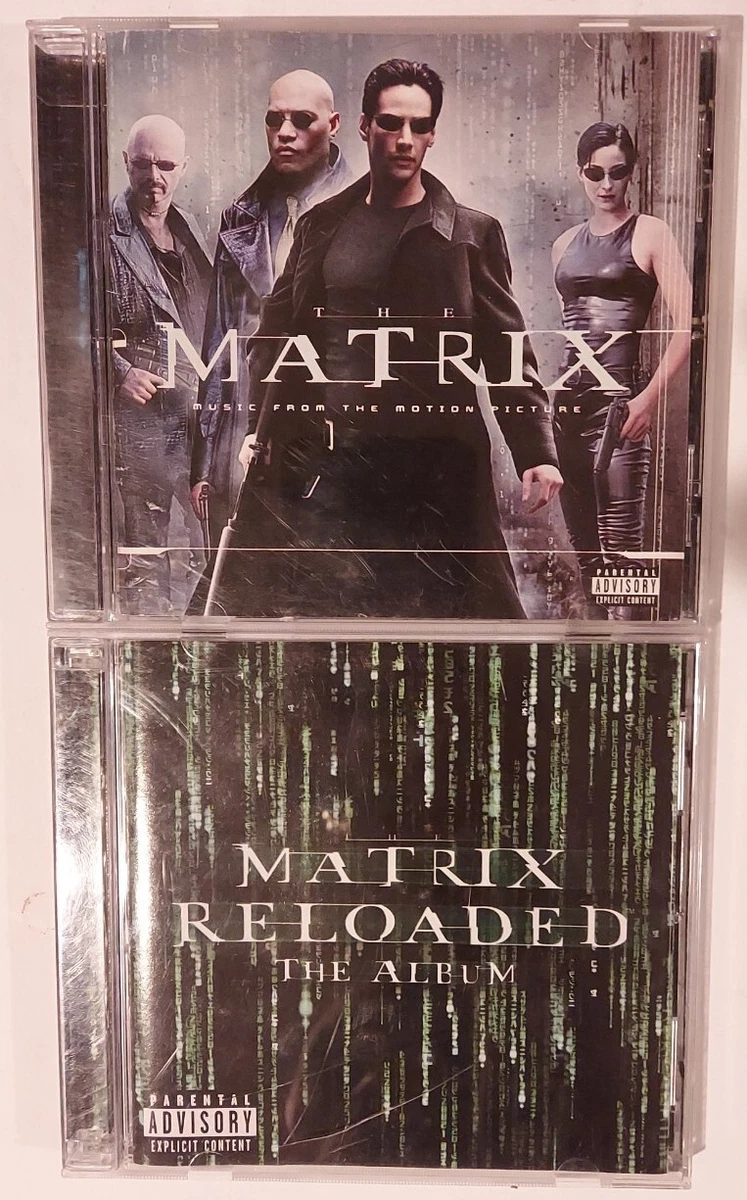 THE
MATRIX
MUSIC FROM THE MOTION PICTURE
PARENTAL
ADVISORY
EXPLICIT CONTENT
THE
MATRIX
RELOADED
THE ALBUM
PARENTAL
ADVISORY
EXPLICIT CONTENT